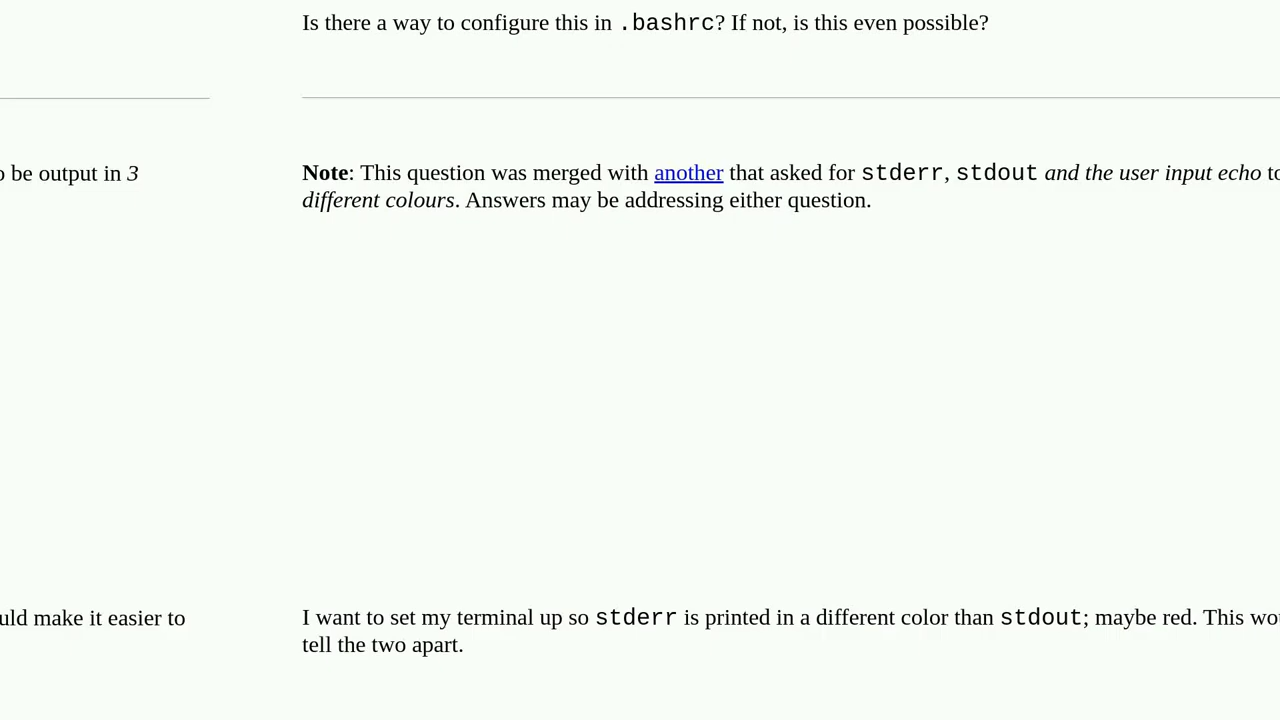 Is there a way to configure this in .bashrc? If not, is this even possible?
be output in 3
Note: This question was merged with another that asked for stderr, stdout and the user input echo to
different colours. Answers may be addressing either question.
make it easier to
I want to set my terminal up so stderr is printed in a different color than stdout; maybe red. This
tell the two apart.